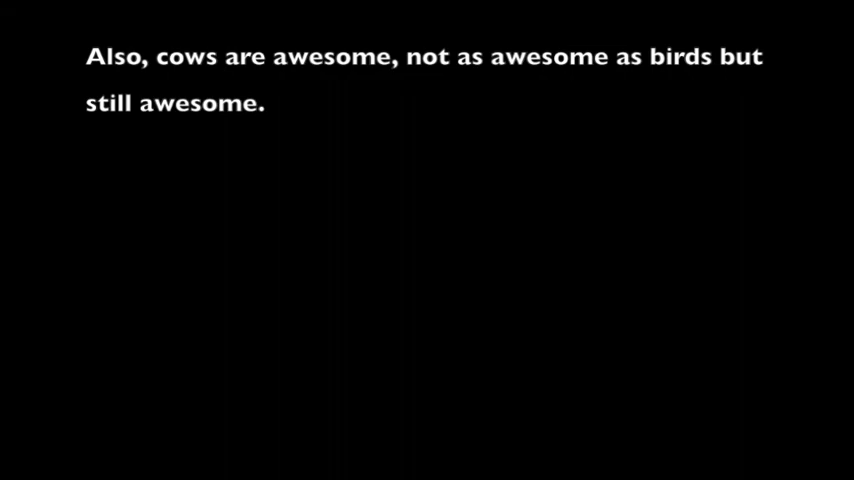 Also, cows are awesome, not as awesome as birds but
still awesome.